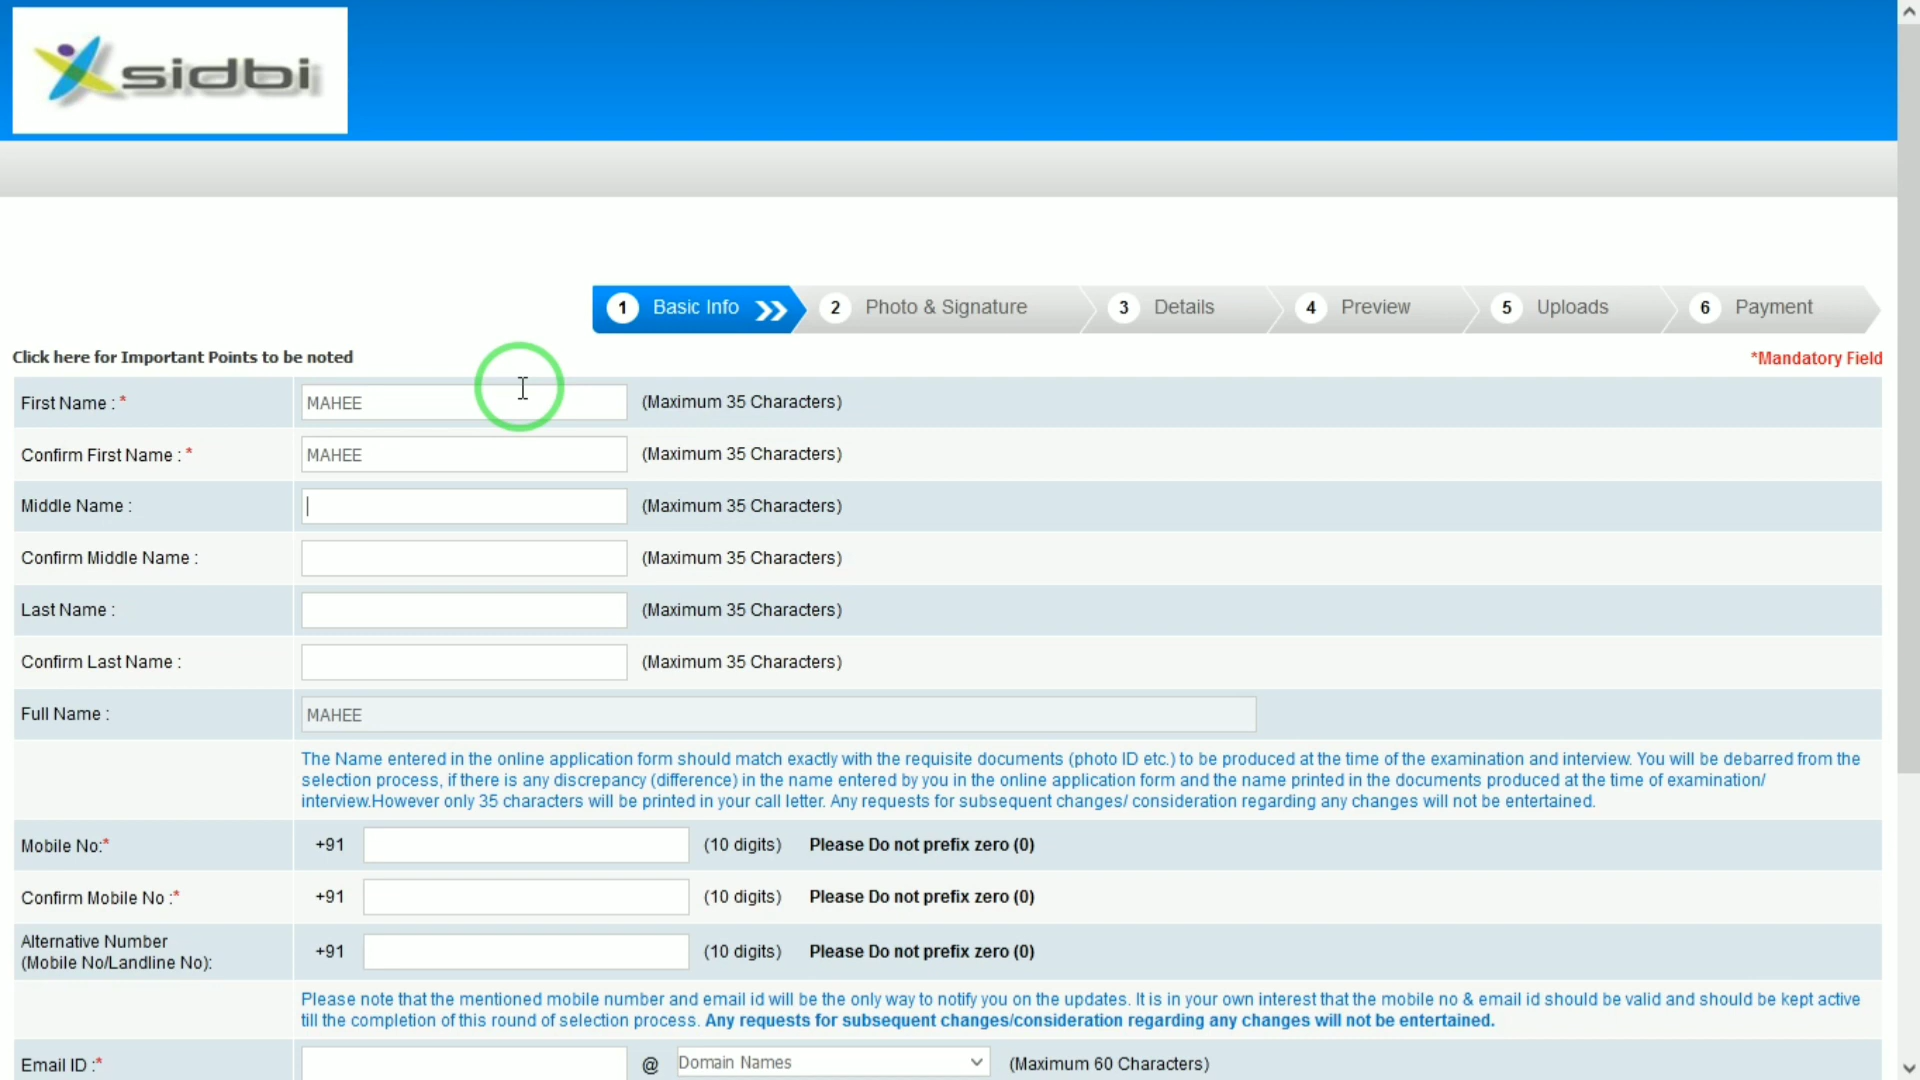 sidbi
1 Basic Info 2 Photo & Signature 3 Details 4 Preview 5 Uploads 6 Payment
Click here for Important Points to be noted *Mandatory Field
First Name : * MAHEE (Maximum 35 Characters)
Confirm First Name : * MAHEE (Maximum 35 Characters)
Middle Name : (Maximum 35 Characters)
Confirm Middle Name : (Maximum 35 Characters)
Last Name : (Maximum 35 Characters)
Confirm Last Name : (Maximum 35 Characters)
Full Name : MAHEE
The Name entered in the online application form should match exactly with the requisite documents (photo ID etc.) to be produced at the time of the examination and interview. You will be debarred from the
selection process, if there is any discrepancy (difference) in the name entered by you in the online application form and the name printed in the documents produced at the time of examination/
interview.However only 35 characters will be printed in your call letter. Any requests for subsequent changes/ consideration regarding any changes will not be entertained.
Mobile No:* +91 (10 digits) Please Do not prefix zero (0)
Confirm Mobile No :* +91 (10 digits) Please Do not prefix zero (0)
Alternative Number
(Mobile No/Landline No): +91 (10 digits) Please Do not prefix zero (0)
Please note that the mentioned mobile number and email id will be the only way to notify you on the updates. It is in your own interest that the mobile no & email id should be valid and should be kept active
till the completion of this round of selection process. Any requests for subsequent changes/consideration regarding any changes will not be entertained.
Email ID :* @ Domain Names (Maximum 60 Characters)